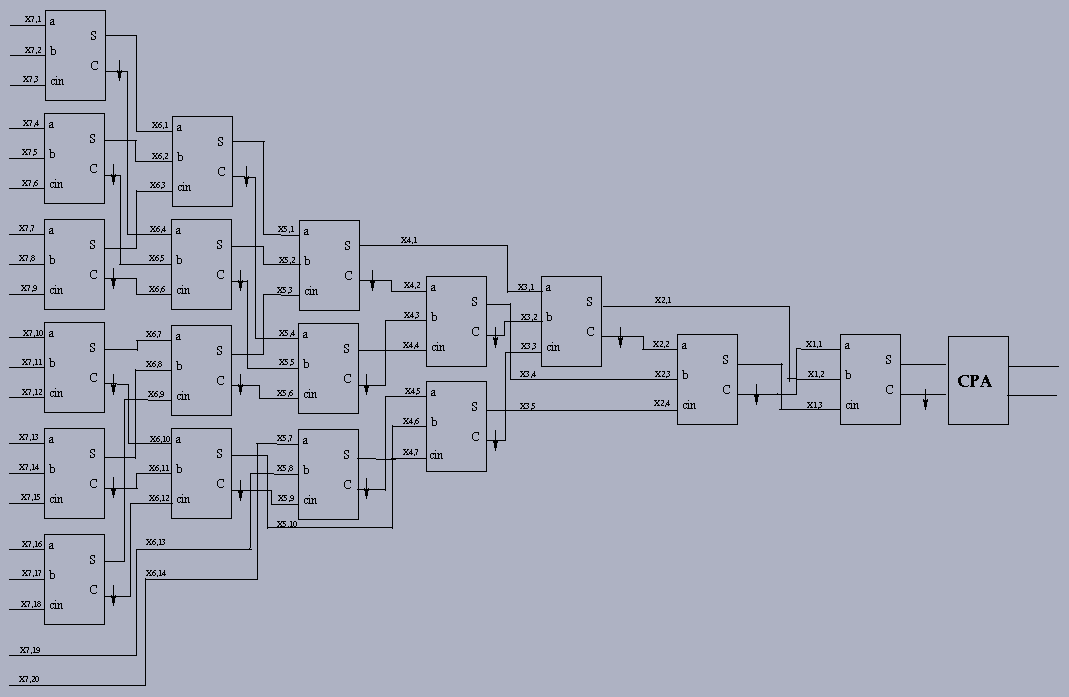 X7,1 a S
X7,2 b C
X7,3 cin
X7,4 a S
X7,5 b C
X7,6 cin
X7,7 a S
X7,8 b C
X7,9 cin
X7,10 a S
X7,11 b C
X7,12 cin
X7,13 a S
X7,14 b C
X7,15 cin
X7,16 a S
X7,17 b C
X7,18 cin
X7,19
X7,20
X6,1 a S
X6,2 b C
X6,3 cin
X6,4 a S
X6,5 b C
X6,6 cin
X6,7 a S
X6,8 b C
X6,9 cin
X6,10 a S
X6,11 b C
X6,12 cin
X6,13
X6,14
X5,1 a S
X5,2 b C
X5,3 cin
X5,4 a S
X5,5 b C
X5,6 cin
X5,7 a S
X5,8 b C
X5,9 cin
X5,10
X4,1
X4,2 a S
X4,3 b C
X4,4 cin
X4,5 a S
X4,6 b C
X4,7 cin
X3,1 a S
X3,2 b C
X3,3 cin
X3,4
X3,5
X2,1
X2,2 a S
X2,3 b C
X2,4 cin
X1,1 a S
X1,2 b C
X1,3 cin
CPA